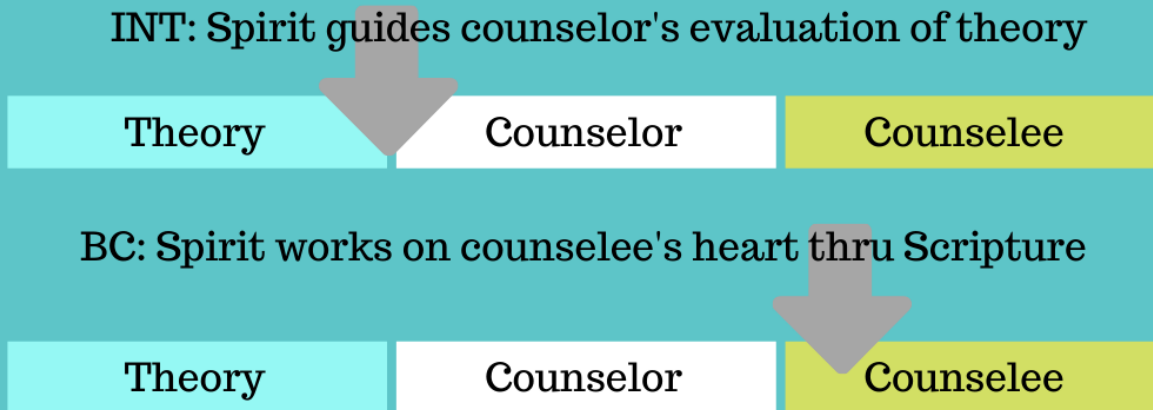 INT: Spirit guides counselor's evaluation of theory
Theory Counselor Counselee
BC: Spirit works on counselee's heart thru Scripture
Theory Counselor Counselee